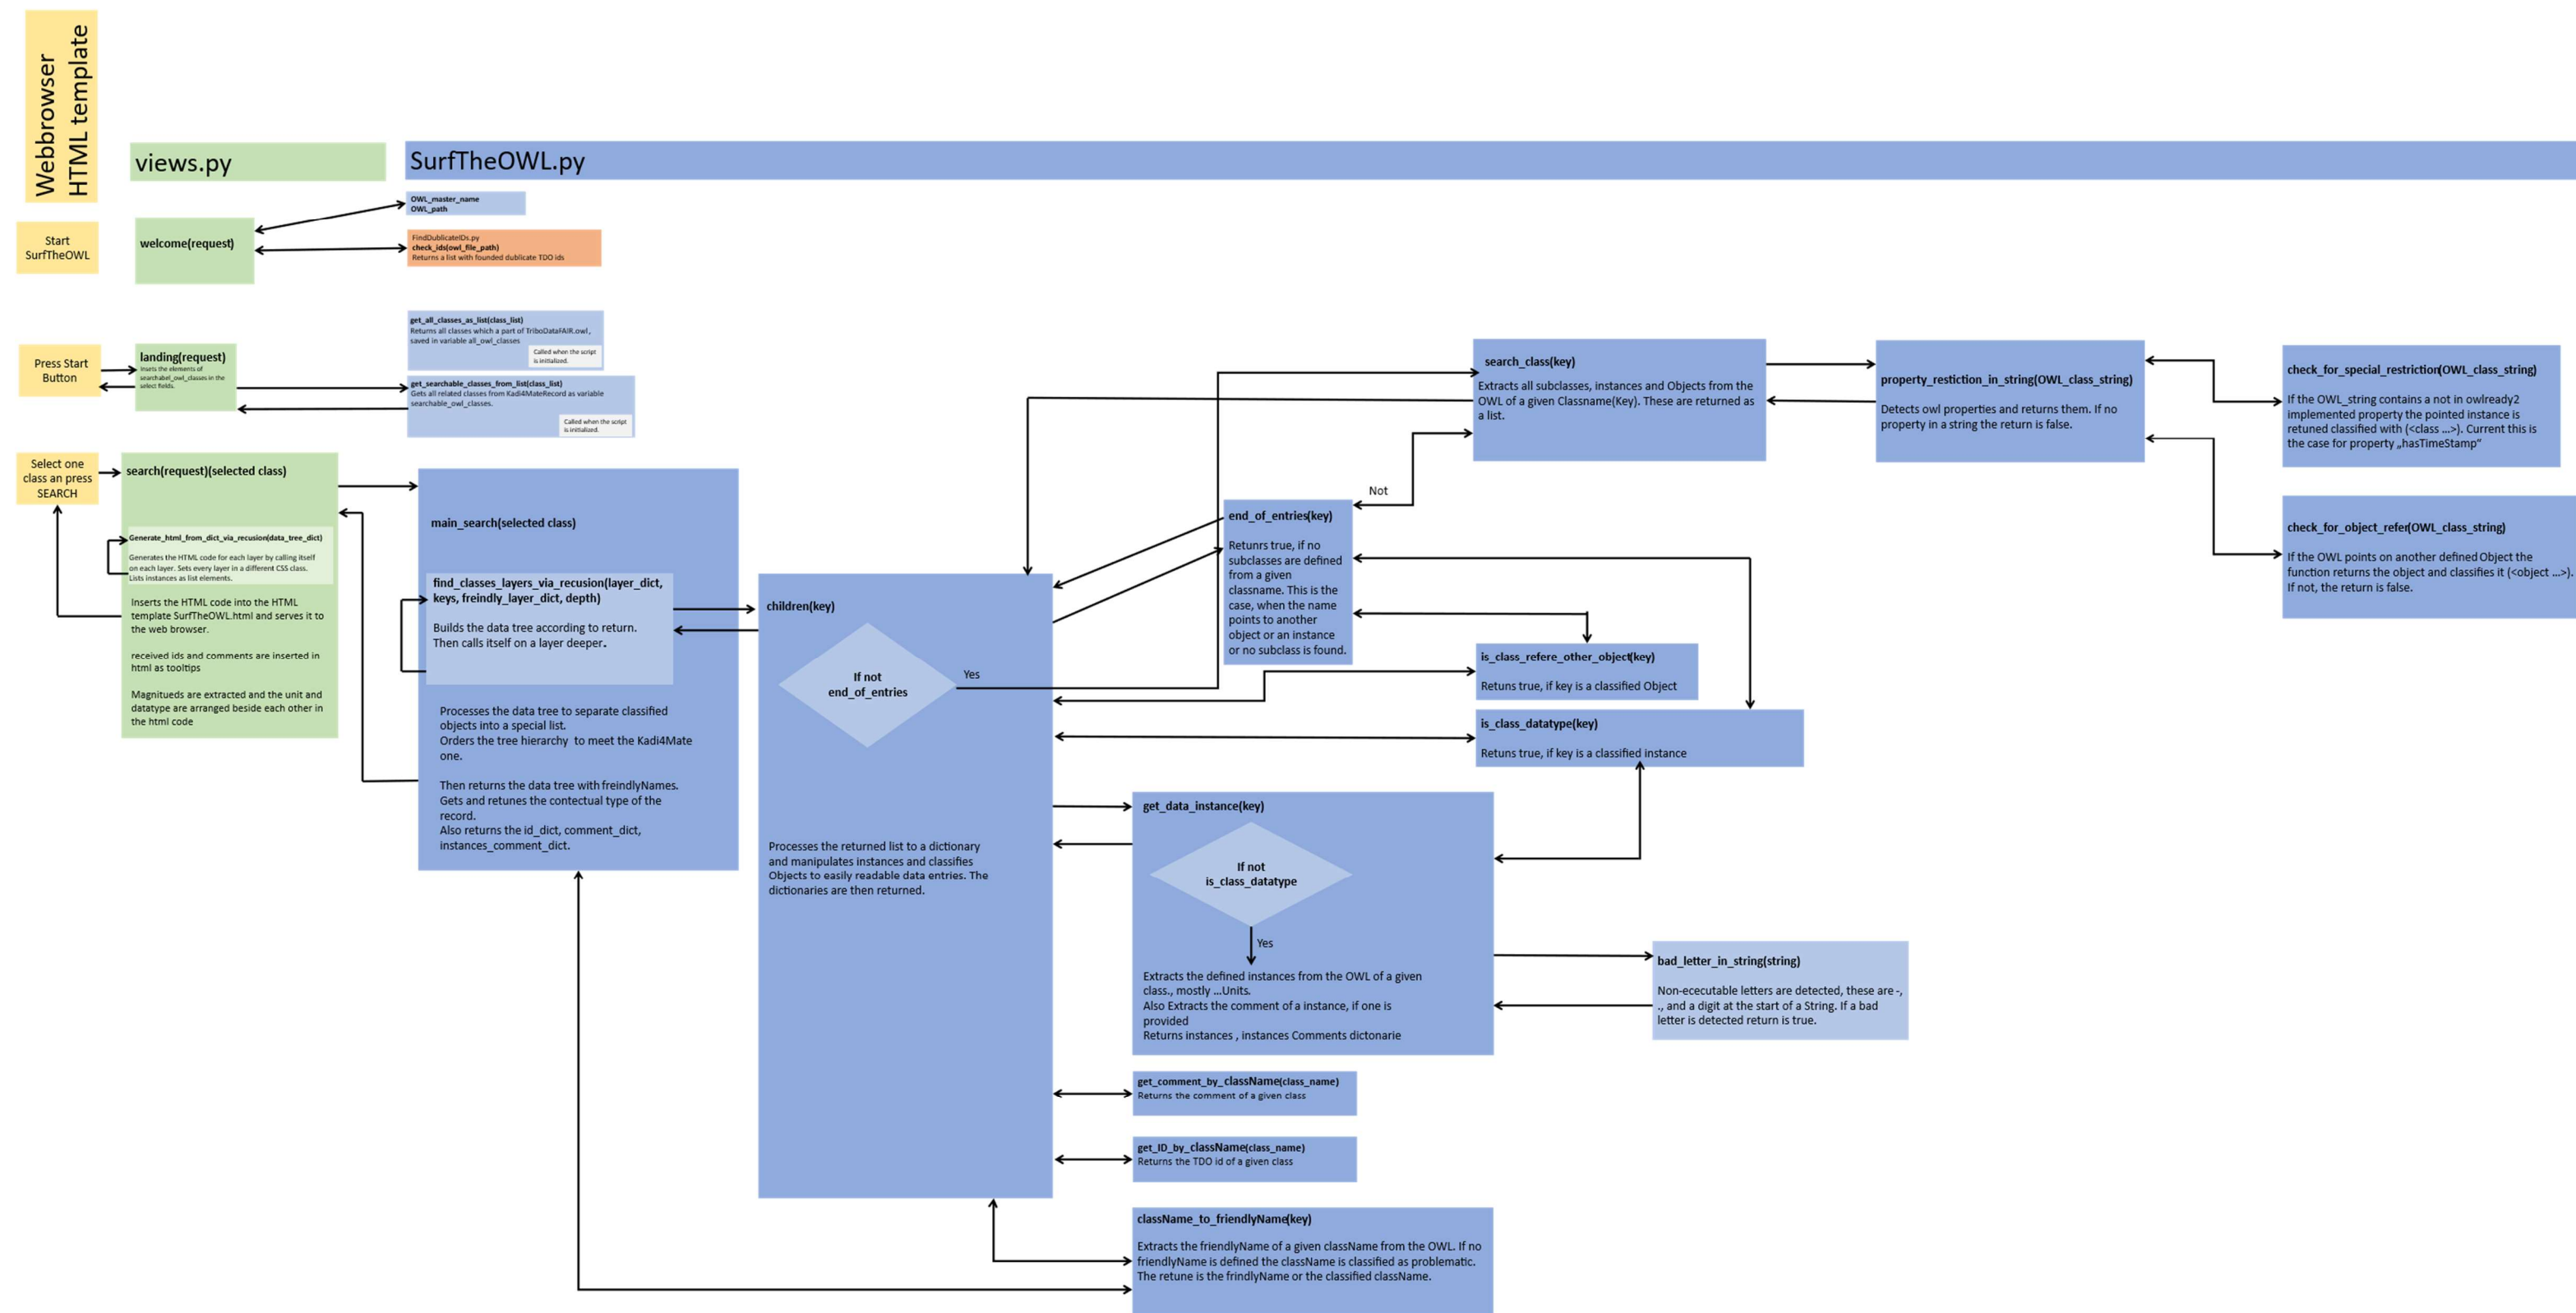 Webbrowser
HTML template
views.py
SurfTheOWL.py
Start
SurfTheOWL
welcome(request)
OWL_master_name
OWL_path
FindDublicateIDs.py
check_ids(owl_file_path)
Returns a list with founded dublicate TDO ids
Press Start
Button
landing(request)
Insets the elements of
searchabel_owl_classes in the
select fields.
get_all_classes_as_list(class_list)
Returns all classes which a part of TriboDataFAIR.owl,
saved in variable all_owl_classes
Called when the script
is initialized.
get_searchable_classes_from_list(class_list)
Gets all related classes from Kadi4MateRecord as variable
searchable_owl_classes.
Called when the script
is initialized.
Select one
class an press
SEARCH
search(request)(selected class)
Generate_html_from_dict_via_recusion(data_tree_dict)
Generates the HTML code for each layer by calling itself
on each layer. Sets every layer in a different CSS class.
Lists instances as list elements.
Inserts the HTML code into the HTML
template SurfTheOWL.html and serves it to
the web browser.
received ids and comments are inserted in
html as tooltips
Magnitueds are extracted and the unit and
datatype are arranged beside each other in
the html code
main_search(selected class)
find_classes_layers_via_recusion(layer_dict,
keys, freindly_layer_dict, depth)
Builds the data tree according to return.
Then calls itself on a layer deeper.
Processes the data tree to separate classified
objects into a special list.
Orders the tree hierarchy to meet the Kadi4Mate
one.
Then returns the data tree with freindlyNames.
Gets and retunes the contectual type of the
record.
Also returns the id_dict, comment_dict,
instances_comment_dict.
children(key)
If not
end_of_entries
Yes
Processes the returned list to a dictionary
and manipulates instances and classifies
Objects to easily readable data entries. The
dictionaries are then returned.
end_of_entries(key)
Retunrs true, if no
subclasses are defined
from a given
classname. This is the
case, when the name
points to another
object or an instance
or no subclass is found.
Not
search_class(key)
Extracts all subclasses, instances and Objects from the
OWL of a given Classname(Key). These are returned as
a list.
property_restiction_in_string(OWL_class_string)
Detects owl properties and returns them. If no
property in a string the return is false.
check_for_special_restriction(OWL_class_string)
If the OWL_string contains a not in owlready2
implemented property the pointed instance is
retuned classified with (<class ...>). Current this is
the case for property „hasTimeStamp“
check_for_object_refer(OWL_class_string)
If the OWL points on another defined Object the
function returns the object and classifies it (<object ...>).
If not, the return is false.
is_class_refere_other_object(key)
Retuns true, if key is a classified Object
is_class_datatype(key)
Retuns true, if key is a classified instance
get_data_instance(key)
If not
is_class_datatype
Yes
Extracts the defined instances from the OWL of a given
class., mostly ...Units.
Also Extracts the comment of a instance, if one is
provided
Returns instances , instances Comments dictonarie
bad_letter_in_string(string)
Non-ececutable letters are detected, these are -,
., and a digit at the start of a String. If a bad
letter is detected return is true.
get_comment_by_className(class_name)
Returns the comment of a given class
get_ID_by_className(class_name)
Returns the TDO id of a given class
className_to_friendlyName(key)
Extracts the friendlyName of a given className from the OWL. If no
friendlyName is defined the className is classified as problematic.
The retune is the frindlyName or the classified className.